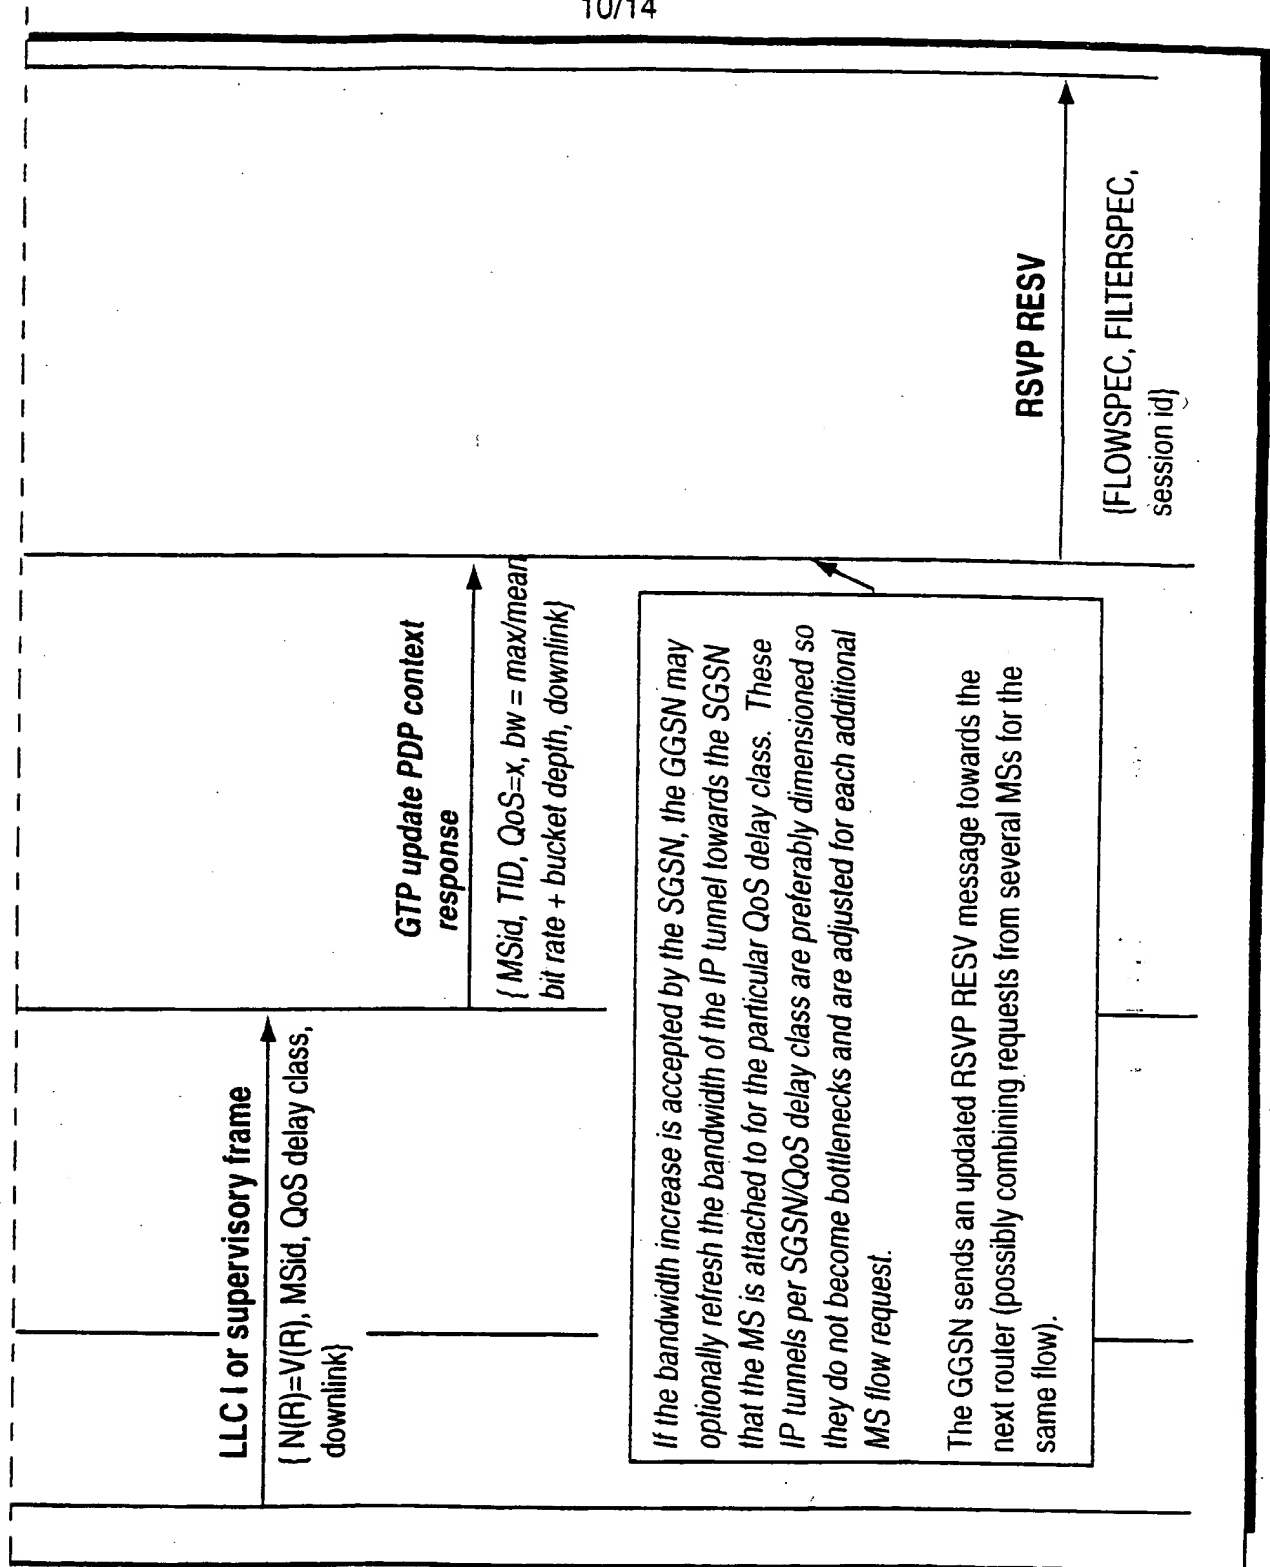 10/14
LLC I or supervisory frame
{ N(R)=V(R), MSid, QoS delay class,
downlink}
GTP update PDP context
response
{ MSid, TID, QoS=x, bw = max/mean
bit rate + bucket depth, downlink}
If the bandwidth increase is accepted by the SGSN, the GGSN may
optionally refresh the bandwidth of the IP tunnel towards the SGSN
that the MS is attached to for the particular QoS delay class. These
IP tunnels per SGSN/QoS delay class are preferably dimensioned so
they do not become bottlenecks and are adjusted for each additional
MS flow request.
The GGSN sends an updated RSVP RESV message towards the
next router (possibly combining requests from several MSs for the
same flow).
RSVP RESV
{FLOWSPEC, FILTERSPEC,
session id}